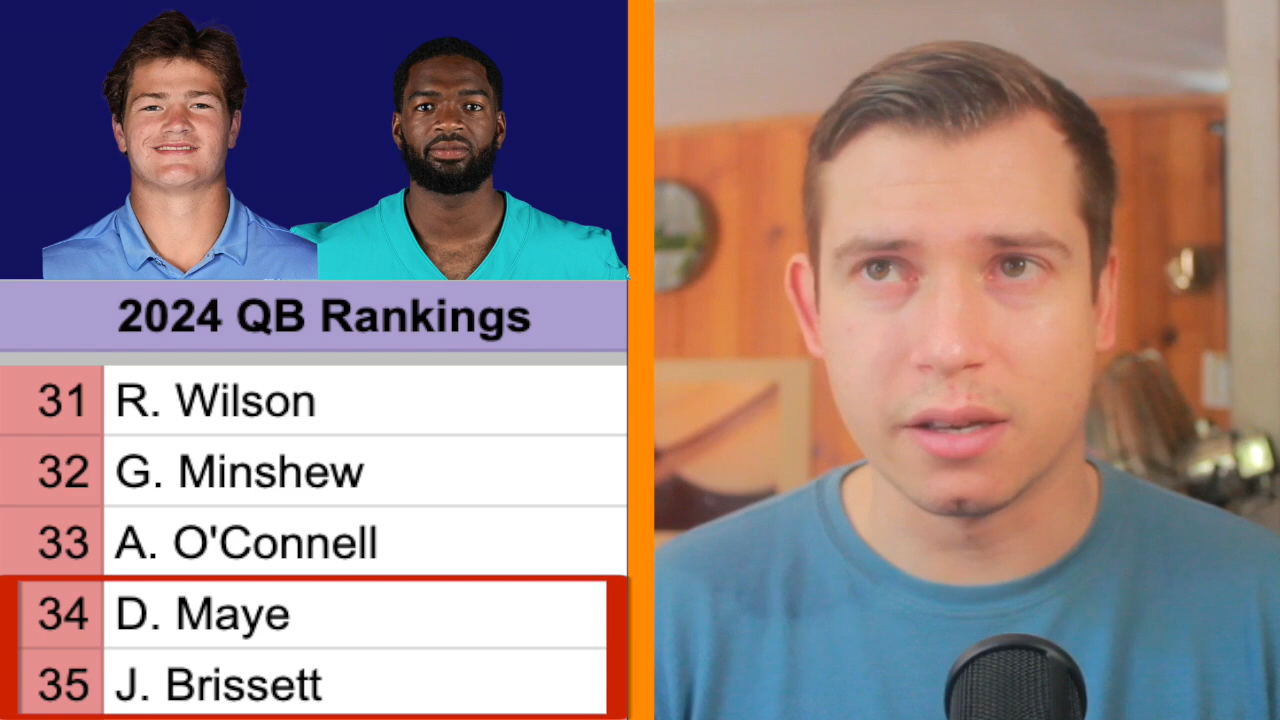 2024 QB Rankings
31 R. Wilson
32 G. Minshew
33 A. O'Connell
34 D. Maye
35 J. Brissett